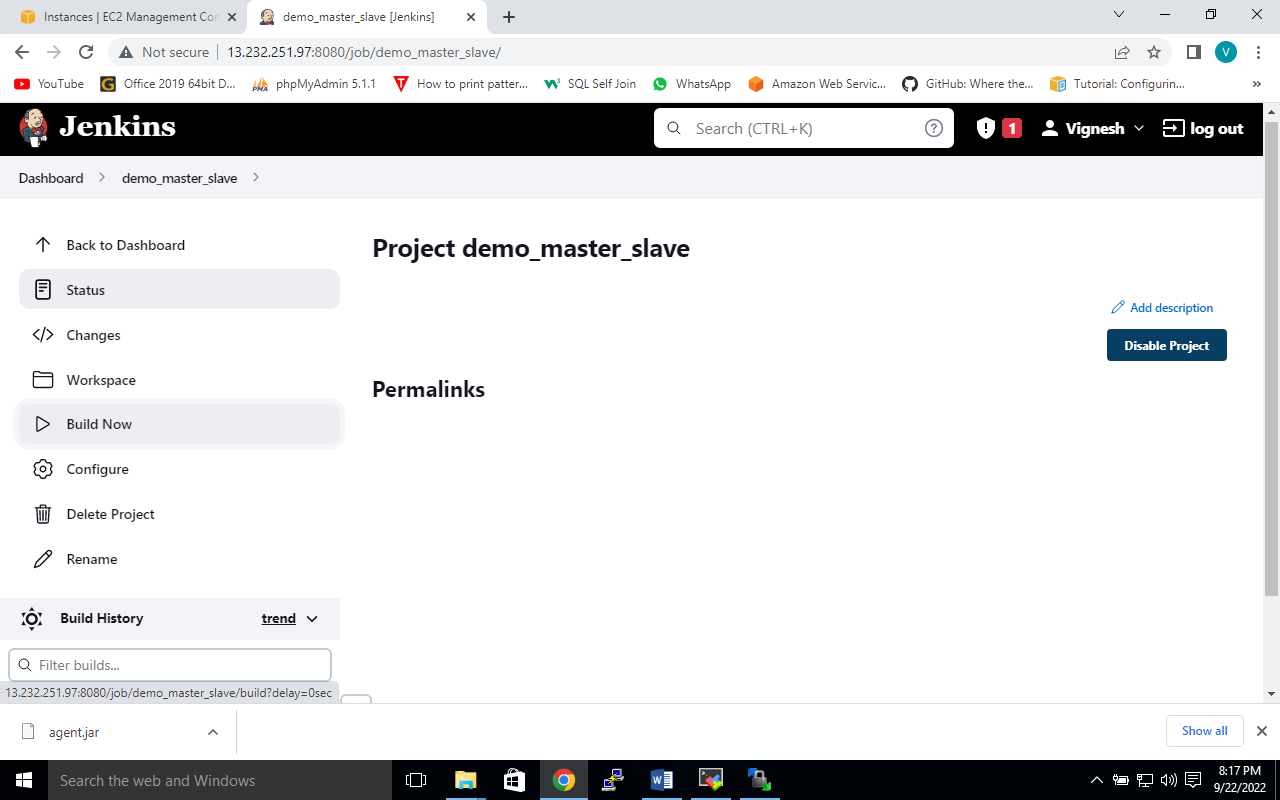 Instances | EC2 Management Con
demo_master_slave [Jenkins]
Not secure
13.232.251.97:8080/job/demo_master_slave/
V
YouTube
G
Office 2019 64bit D...
PMA
phpMyAdmin 5.1.1
How to print patter...
SQL Self Join
WhatsApp
Amazon Web Servic...
GitHub: Where the...
Tutorial: Configurin...
»
Jenkins
Search (CTRL+K)
?
!
1
Vignesh
log out
Dashboard
demo_master_slave
Back to Dashboard
Status
Changes
Workspace
Build Now
Configure
Delete Project
Rename
Project demo_master_slave
Add description
Disable Project
Permalinks
Build History
trend
Filter builds...
13.232.251.97:8080/job/demo_master_slave/build?delay=0sec
agent.jar
Show all
Search the web and Windows
8:17 PM
9/22/2022